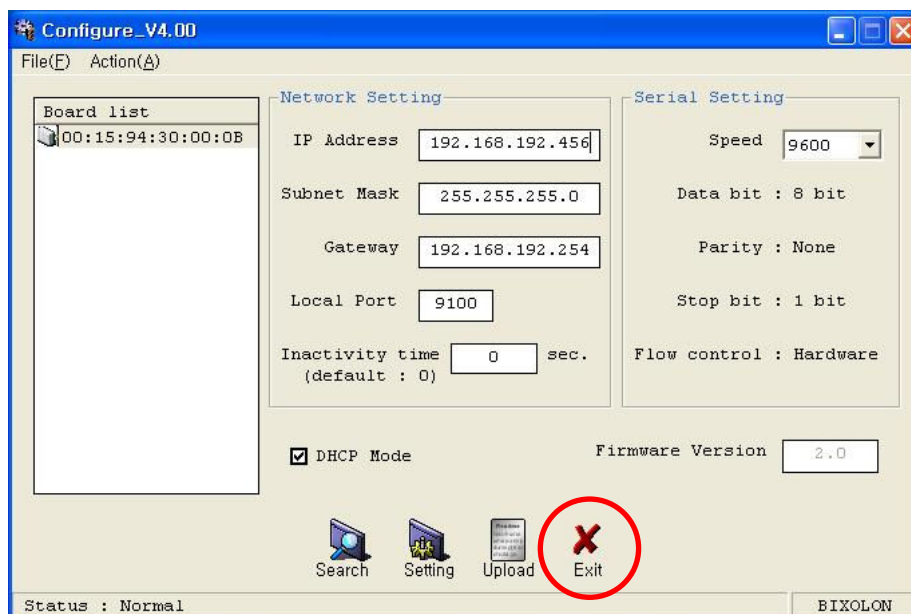 Configure_V4.00
File(F) Action(A)
Board list
00:15:94:30:00:0B
Network Setting
IP Address 192.168.192.456
Subnet Mask 255.255.255.0
Gateway 192.168.192.254
Local Port 9100
Inactivity time 0 sec.
(default : 0)
Serial Setting
Speed 9600
Data bit : 8 bit
Parity : None
Stop bit : 1 bit
Flow control : Hardware
DHCP Mode
Firmware Version 2.0
Search Setting Upload Exit
Status : Normal BIXOLON